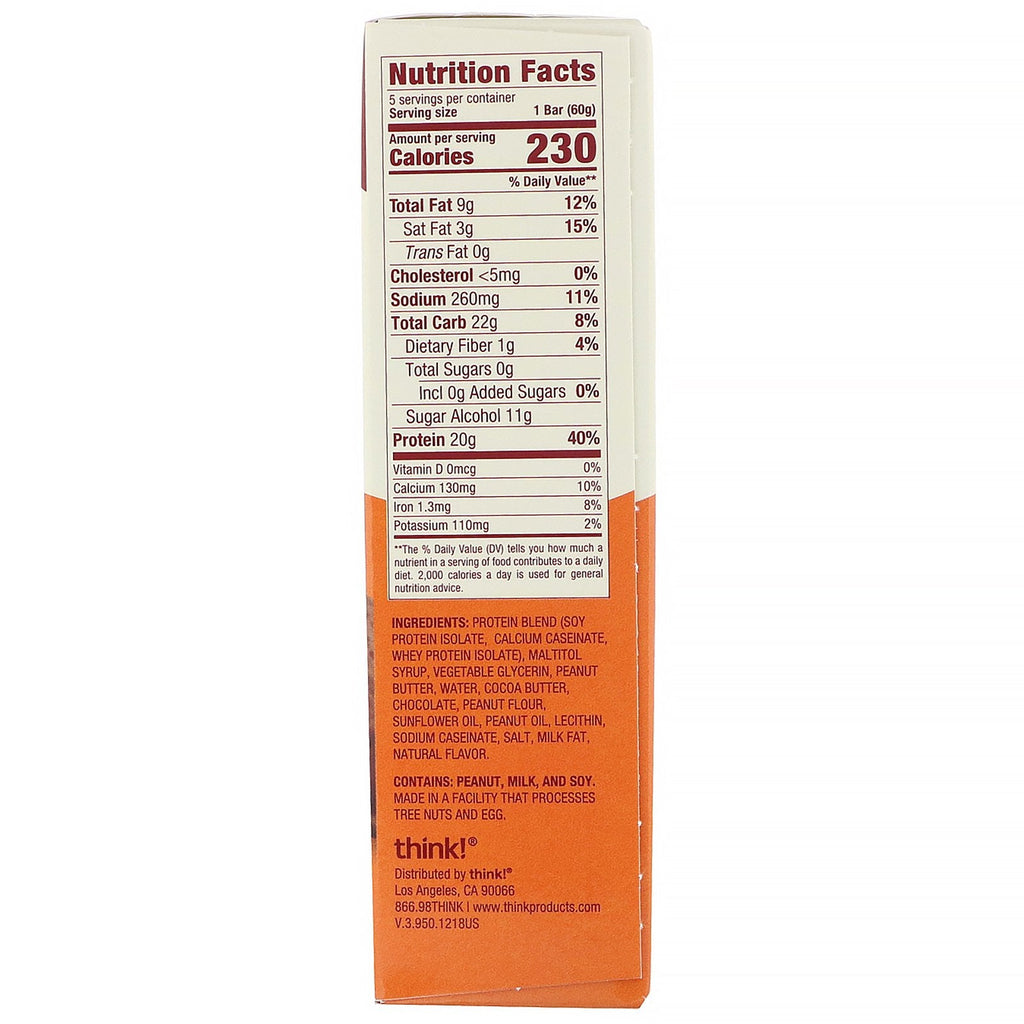 Nutrition Facts
5 servings per container
Serving size 1 Bar (60g)
Amount per serving
Calories 230
% Daily Value**
Total Fat 9g 12%
Sat Fat 3g 15%
Trans Fat 0g
Cholesterol <5mg 0%
Sodium 260mg 11%
Total Carb 22g 8%
Dietary Fiber 1g 4%
Total Sugars 0g
Incl 0g Added Sugars 0%
Sugar Alcohol 11g
Protein 20g 40%
Vitamin D 0mcg 0%
Calcium 130mg 10%
Iron 1.3mg 8%
Potassium 110mg 2%
**The % Daily Value (DV) tells you how much a
nutrient in a serving of food contributes to a daily
diet. 2,000 calories a day is used for general
nutrition advice.
INGREDIENTS: PROTEIN BLEND (SOY
PROTEIN ISOLATE, CALCIUM CASEINATE,
WHEY PROTEIN ISOLATE), MALTITOL
SYRUP, VEGETABLE GLYCERIN, PEANUT
BUTTER, WATER, COCOA BUTTER,
CHOCOLATE, PEANUT FLOUR,
SUNFLOWER OIL, PEANUT OIL, LECITHIN,
SODIUM CASEINATE, SALT, MILK FAT,
NATURAL FLAVOR.
CONTAINS: PEANUT, MILK, AND SOY.
MADE IN A FACILITY THAT PROCESSES
TREE NUTS AND EGG.
think!®
Distributed by think!®
Los Angeles, CA 90066
866.98THINK | www.thinkproducts.com
V.3.950.1218US